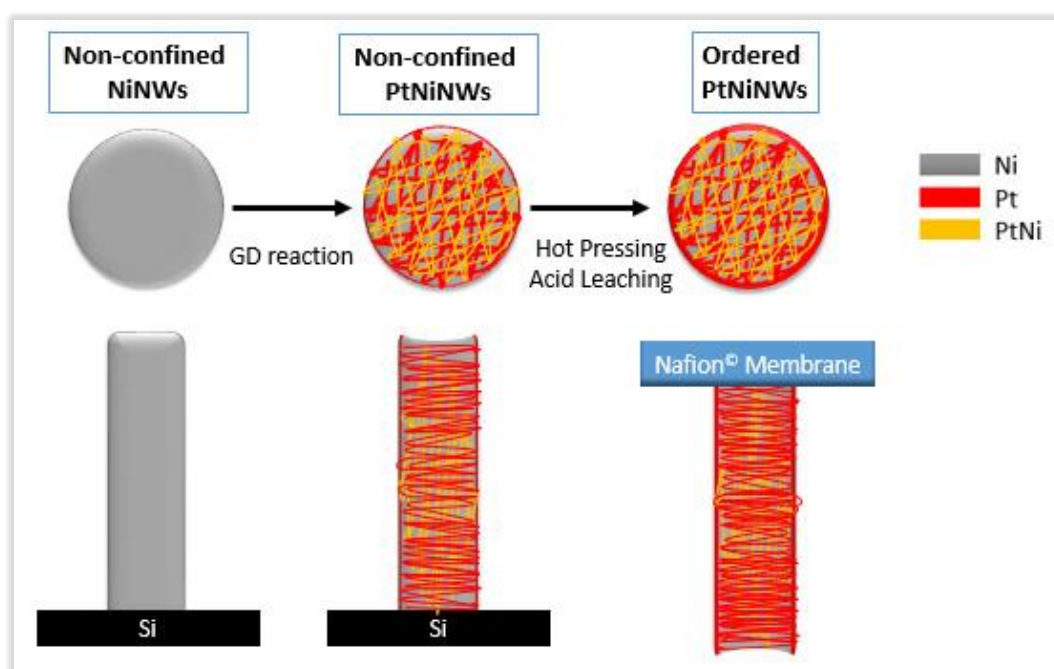 Non-confined
NiNWs
Non-confined
PtNiNWs
Ordered
PtNiNWs
Ni
Pt
PtNi
GD reaction
Hot Pressing
Acid Leaching
Nafion© Membrane
Si
Si